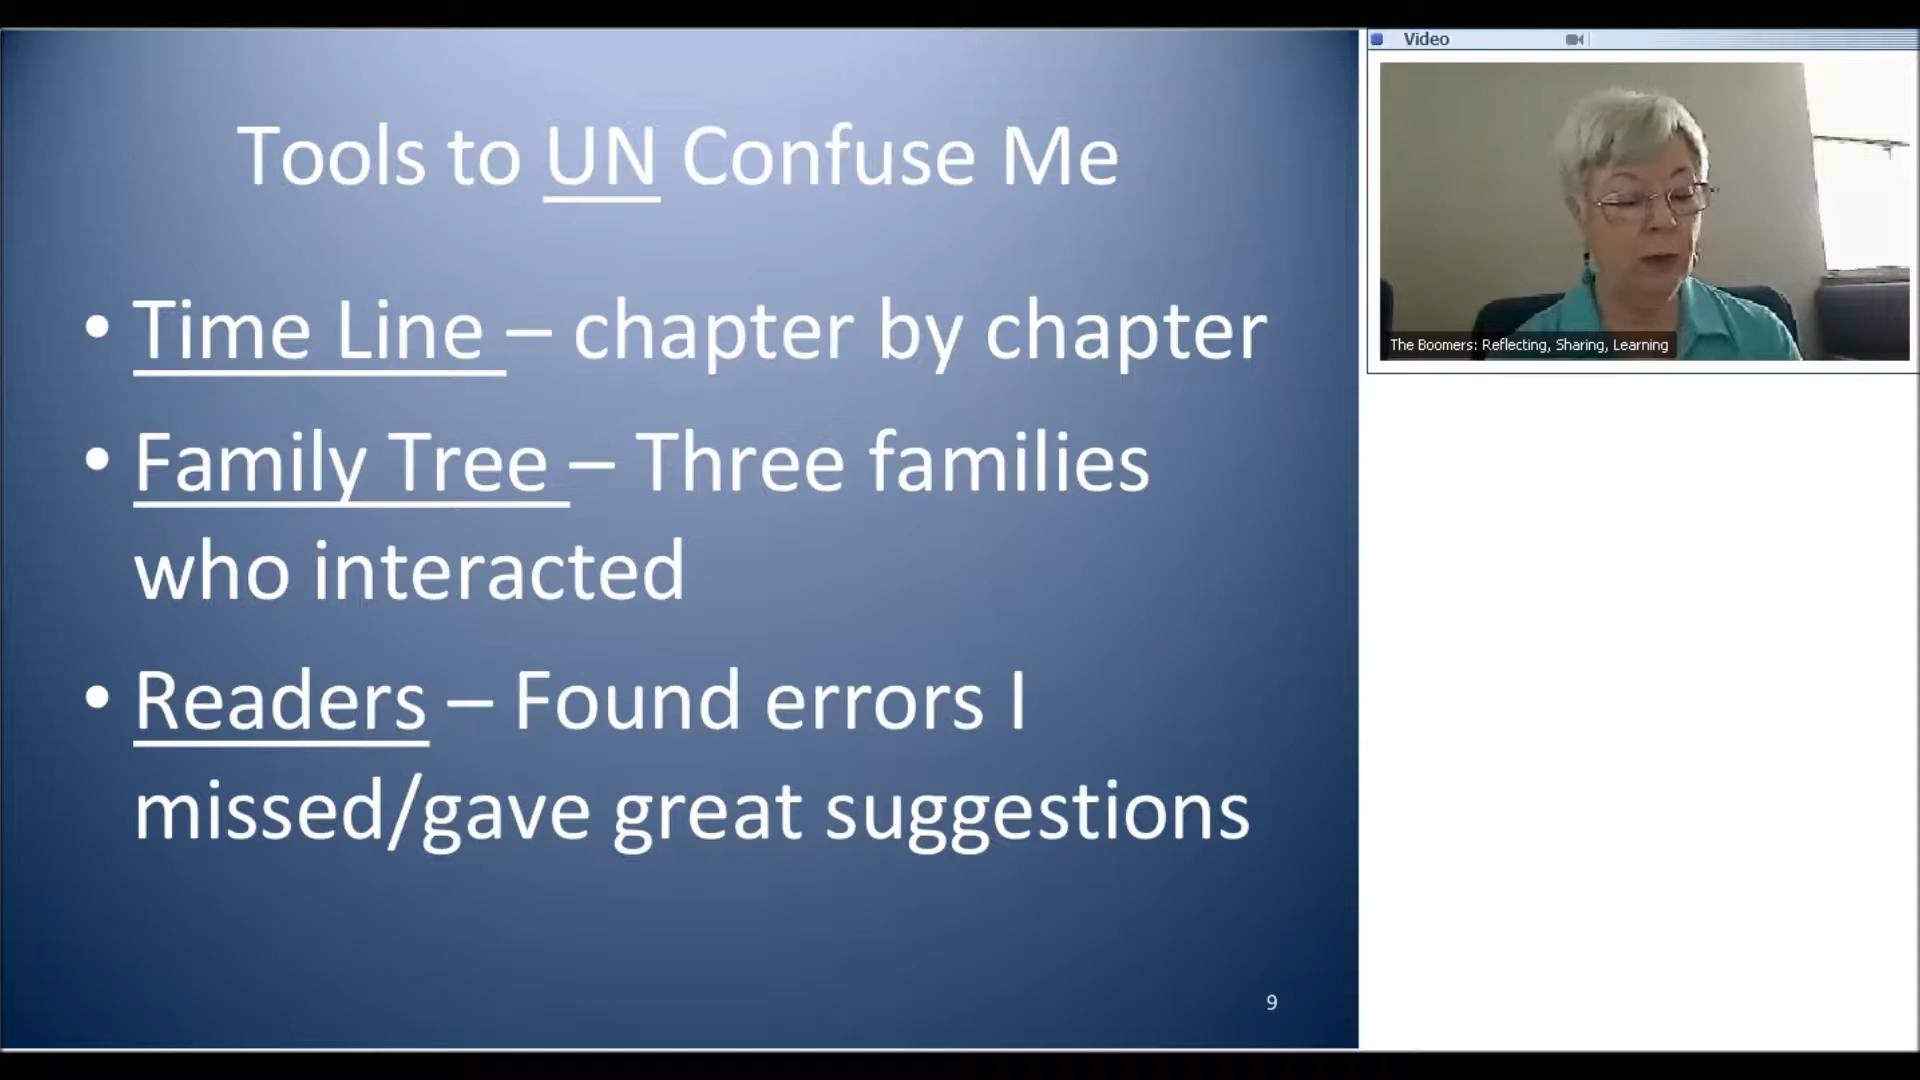 Tools to UN Confuse Me
• Time Line – chapter by chapter
• Family Tree – Three families
who interacted
• Readers – Found errors I
missed/gave great suggestions
9
Video
The Boomers: Reflecting, Sharing, Learning